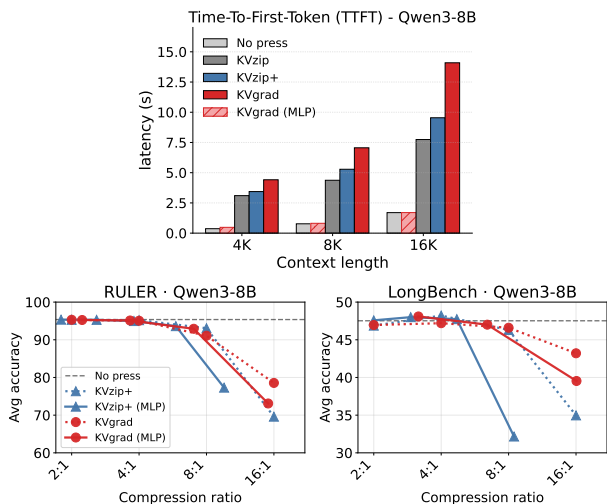 Time-To-First-Token (TTFT) - Qwen3-8B
latency (s)
15.0
12.5
10.0
7.5
5.0
2.5
0.0
No press
KVzip
KVzip+
KVgrad
KVgrad (MLP)
4K
8K
16K
Context length
RULER · Qwen3-8B
Avg accuracy
100
90
80
70
60
No press
KVzip+
KVzip+ (MLP)
KVgrad
KVgrad (MLP)
2:1
4:1
8:1
16:1
Compression ratio
LongBench · Qwen3-8B
Avg accuracy
50
45
40
35
30
2:1
4:1
8:1
16:1
Compression ratio